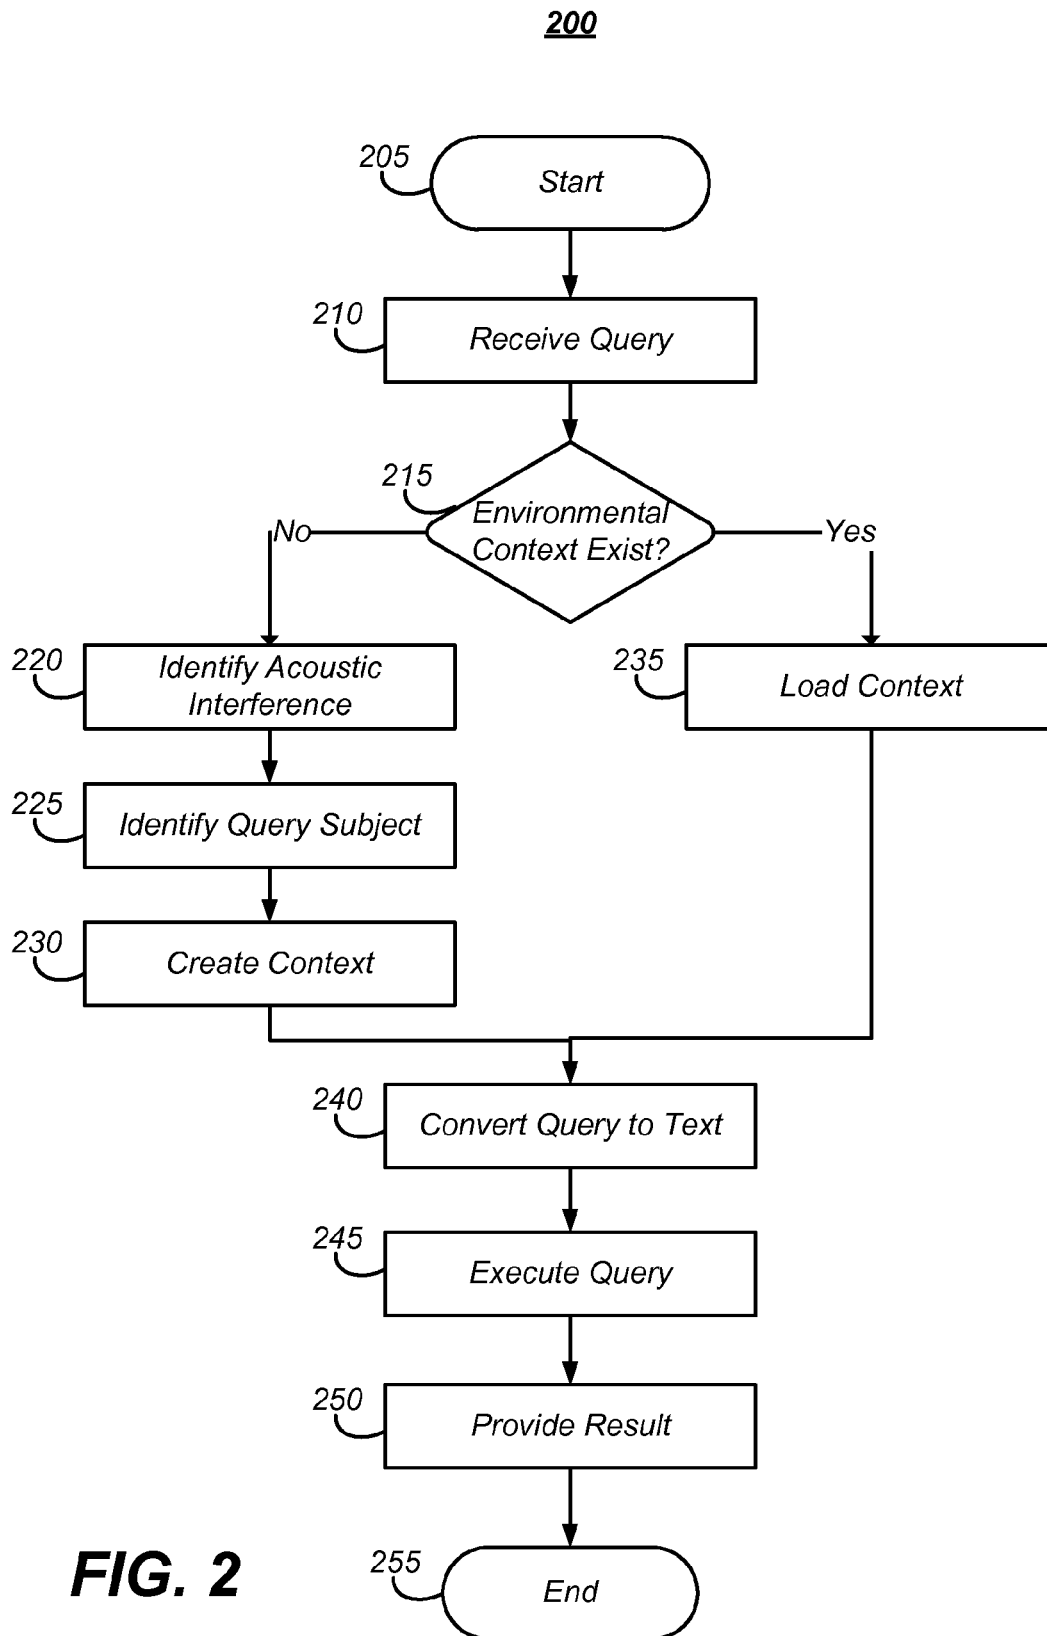 200
205
Start
210
Receive Query
215
Environmental
Context Exist?
No
Yes
220
Identify Acoustic
Interference
235
Load Context
225
Identify Query Subject
230
Create Context
240
Convert Query to Text
245
Execute Query
250
Provide Result
255
End
FIG. 2